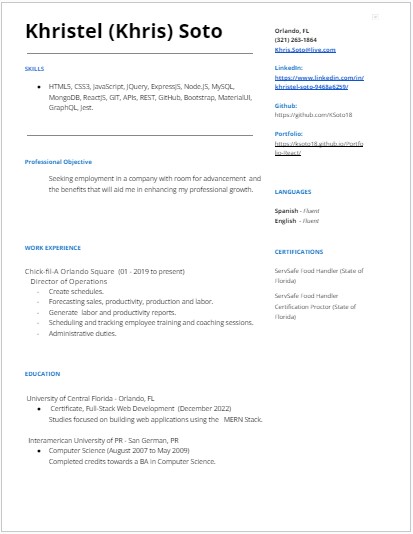 Khristel (Khris) Soto
SKILLS
HTML5, CSS3, JavaScript, JQuery, ExpressJS, Node.JS, MySQL,
MongoDB, ReactJS, GIT, APIs, REST, GitHub, Bootstrap, MaterialUI,
GraphQL, Jest.
Professional Objective
Seeking employment in a company with room for advancement and
the benefits that will aid me in enhancing my professional growth.
WORK EXPERIENCE
Chick-fil-A Orlando Square (01 - 2019 to present)
Director of Operations
- Create schedules.
- Forecasting sales, productivity, production and labor.
- Generate labor and productivity reports.
- Scheduling and tracking employee training and coaching sessions.
- Administrative duties.
EDUCATION
University of Central Florida - Orlando, FL
● Certificate, Full-Stack Web Development (December 2022)
Studies focused on building web applications using the MERN Stack.
Interamerican University of PR - San German, PR
● Computer Science (August 2007 to May 2009)
Completed credits towards a BA in Computer Science.
Orlando, FL
(321) 263-1864
Khris.Soto@live.com
LinkedIn:
https://www.linkedin.com/in/
khristel-soto-9468a6259/
Github:
https://github.com/KSoto18
Portfolio:
https://ksoto18.github.io/Portfo
lio-React/
LANGUAGES
Spanish - Fluent
English - Fluent
CERTIFICATIONS
ServSafe Food Handler (State of
Florida)
ServSafe Food Handler
Certification Proctor (State of
Florida)